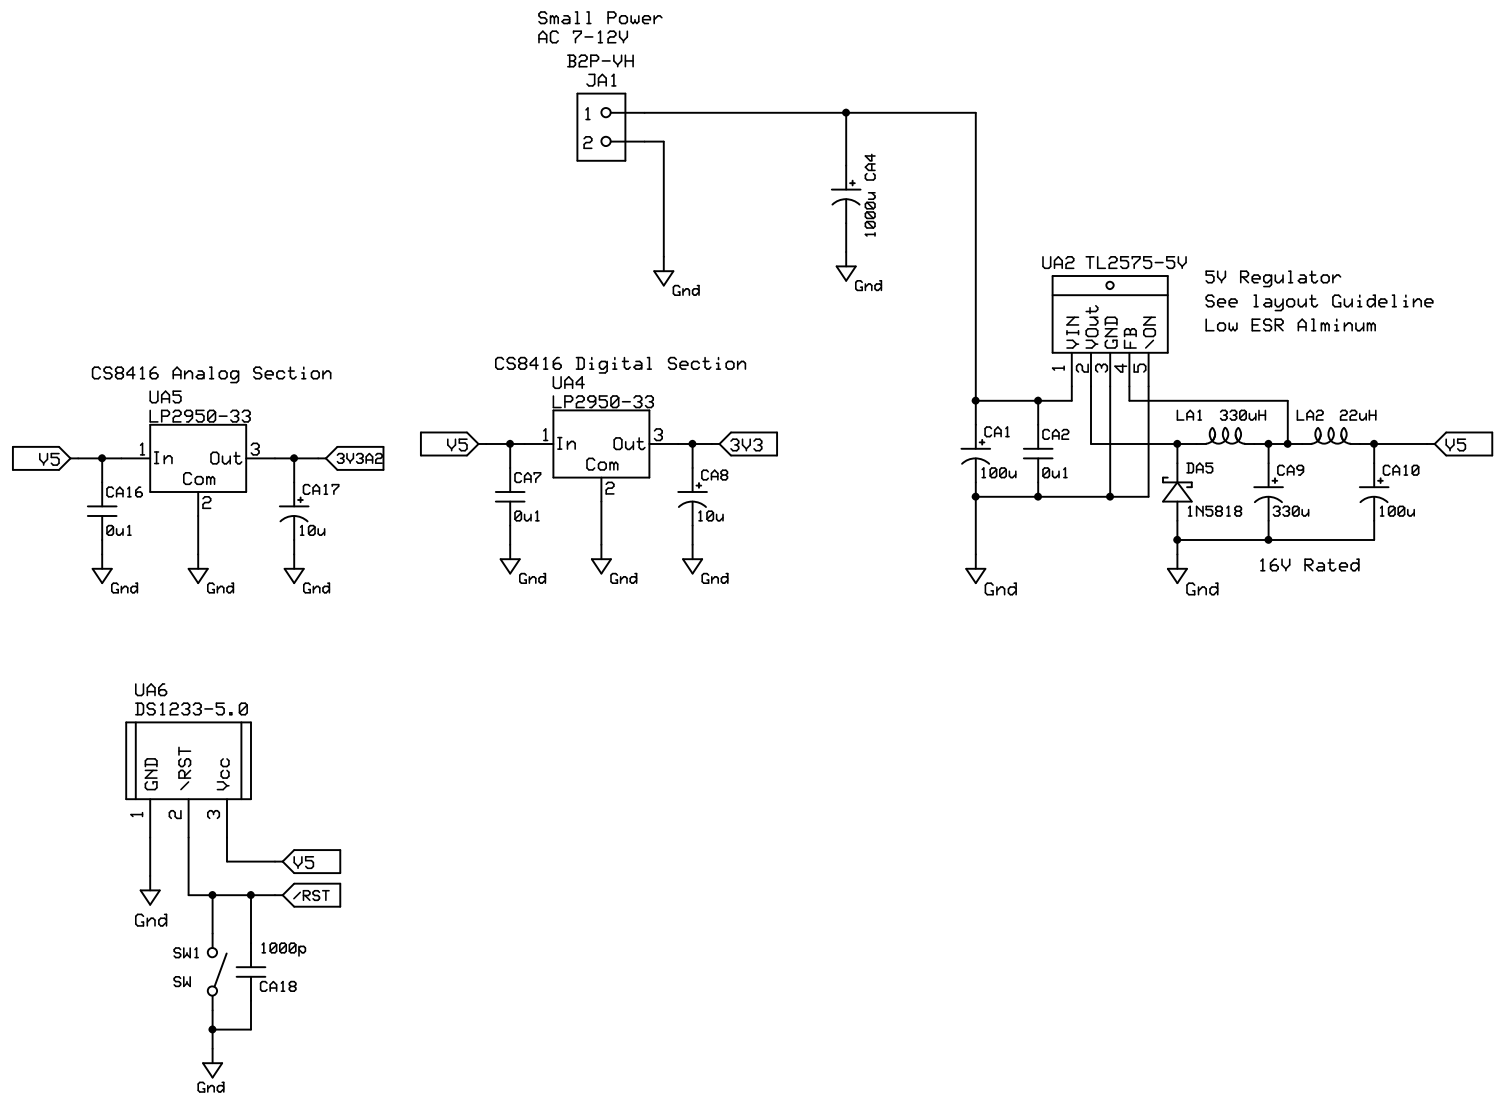 Small Power
AC 7-12V
B2P-VH
JA1
1
2
1000u CA4
Gnd
Gnd
UA2 TL2575-5V
VIN
VOut
GND
FB
\ON
1
2
3
4
5
5V Regulator
See layout Guideline
Low ESR Alminum
CA1
100u
CA2
0u1
Gnd
LA1 330uH
LA2 22uH
DA5
1N5818
CA9
330u
CA10
100u
V5
16V Rated
Gnd
CS8416 Analog Section
UA5
LP2950-33
V5
1
In
Out
3
Com
2
3V3A2
CA16
0u1
CA17
10u
Gnd
Gnd
Gnd
CS8416 Digital Section
UA4
LP2950-33
V5
1
In
Out
3
Com
2
3V3
CA7
0u1
CA8
10u
Gnd
Gnd
Gnd
UA6
DS1233-5.0
GND
\RST
Vcc
1
2
3
V5
/RST
Gnd
SW1
SW
1000p
CA18
Gnd